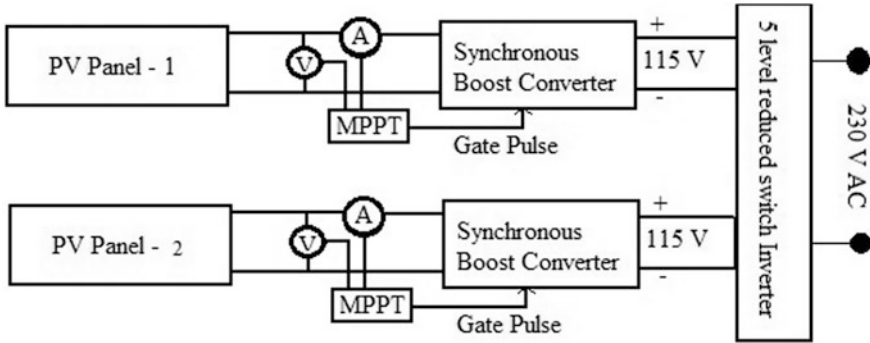 PV Panel - 1
V
A
MPPT
Gate Pulse
Synchronous
Boost Converter
+
115 V
-
PV Panel - 2
V
A
MPPT
Gate Pulse
Synchronous
Boost Converter
+
115 V
-
5 level reduced switch Inverter
230 V AC